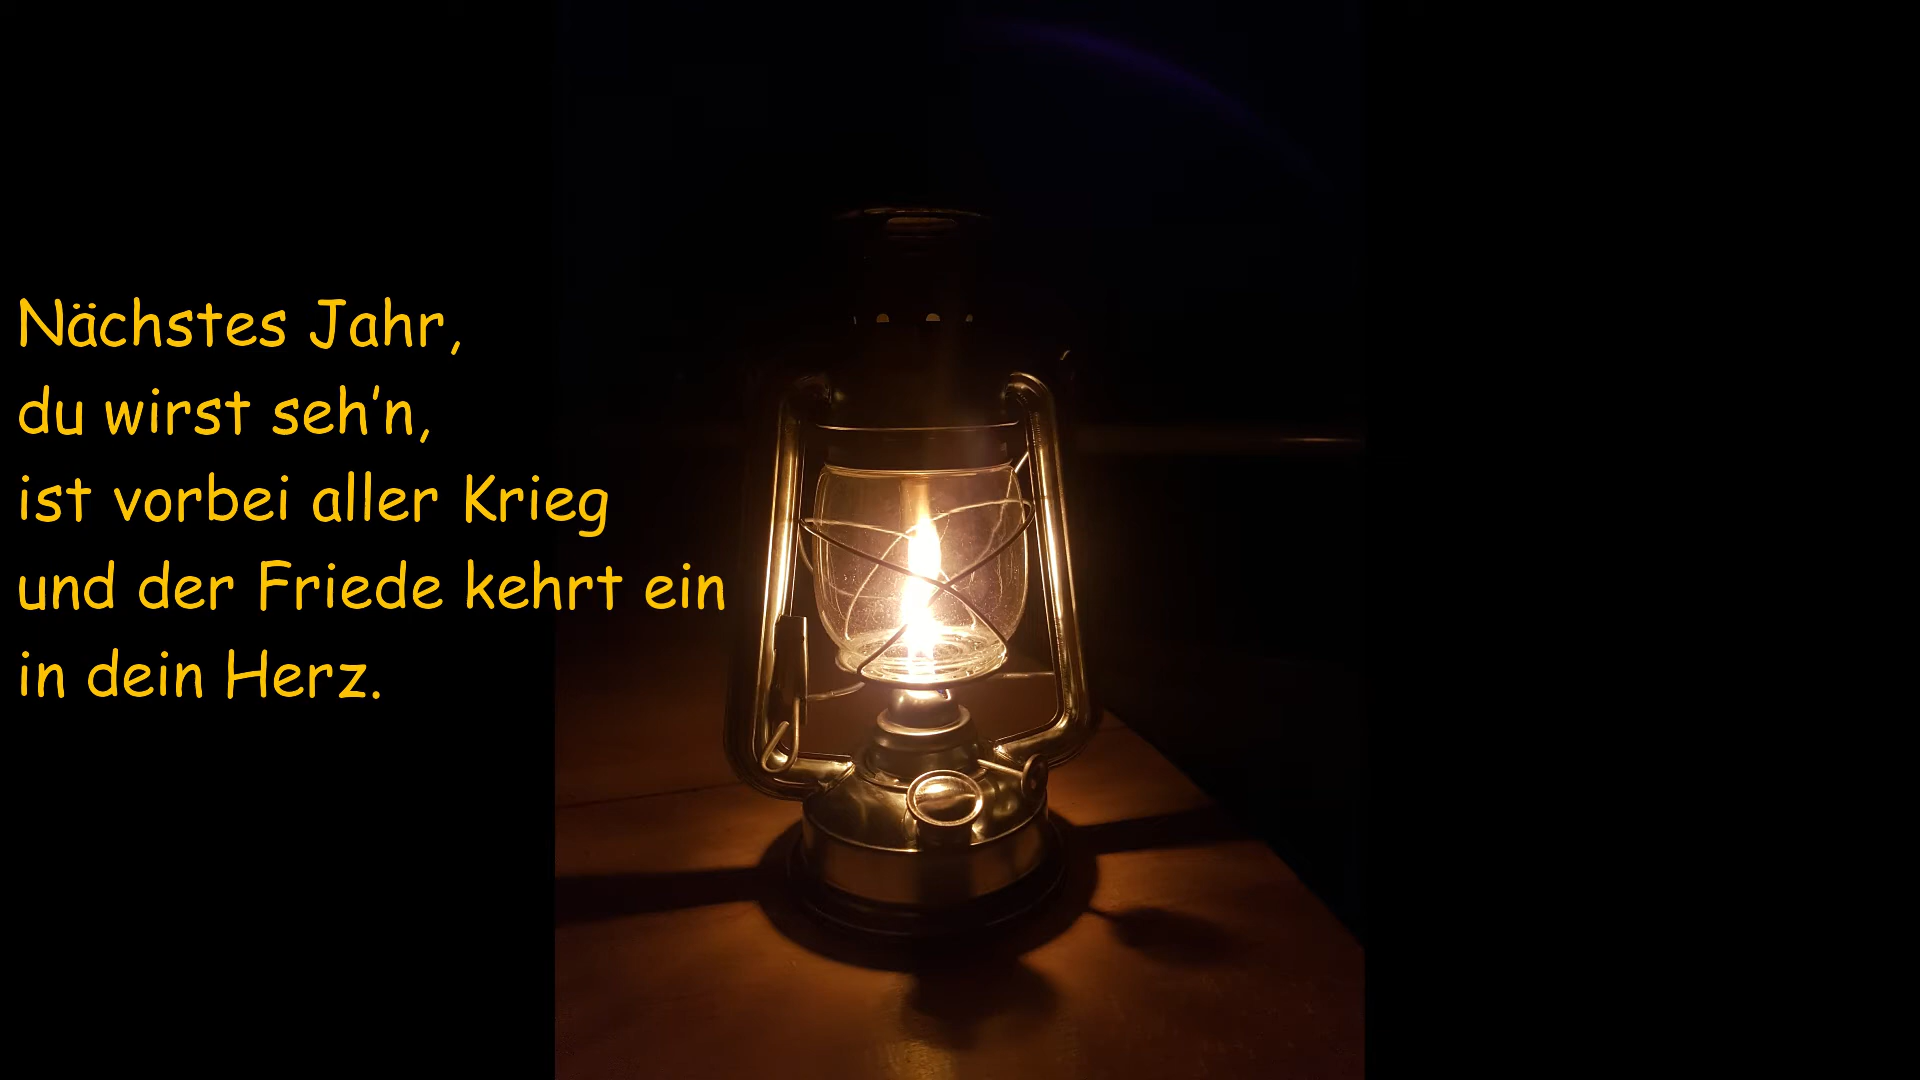 Nächstes Jahr,
du wirst seh’n,
ist vorbei aller Krieg
und der Friede kehrt ein
in dein Herz.